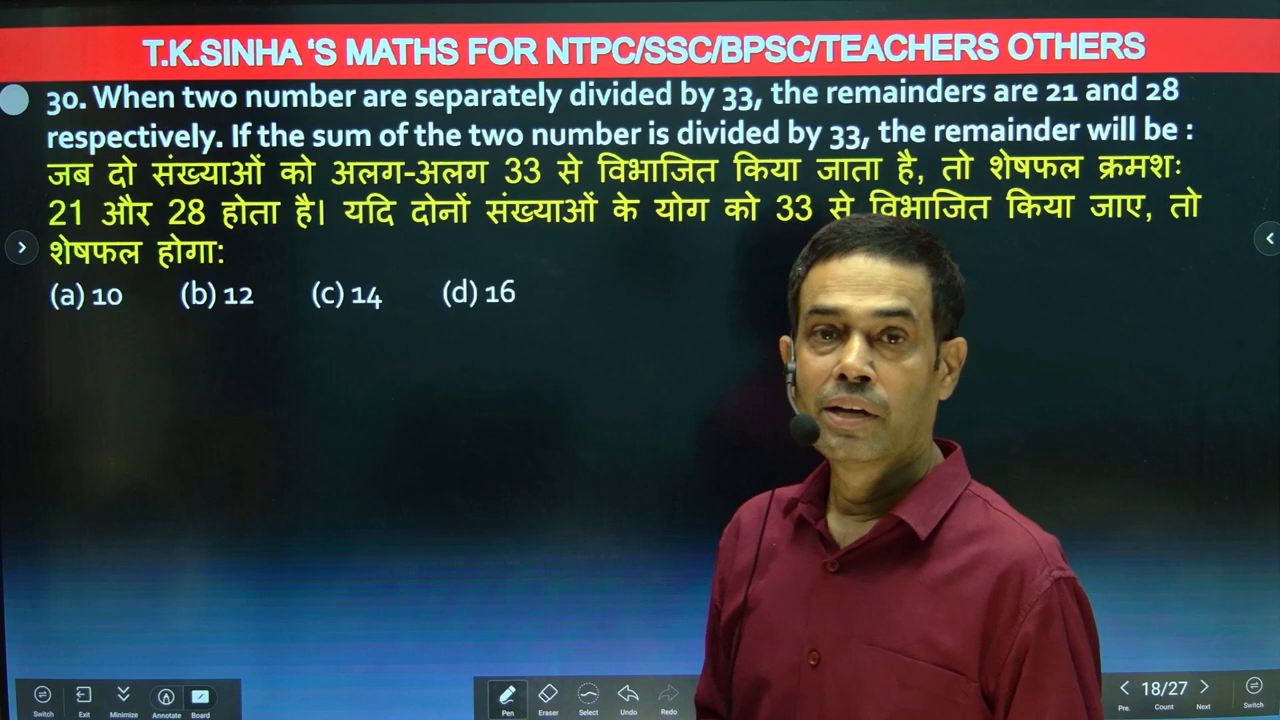 T.K.SINHA ‘S MATHS FOR NTPC/SSC/BPSC/TEACHERS OTHERS
30. When two number are separately divided by 33, the remainders are 21 and 28
respectively. If the sum of the two number is divided by 33, the remainder will be :
जब दो संख्याओं को अलग-अलग 33 से विभाजित किया जाता है, तो शेषफल क्रमशः
21 और 28 होता है। यदि दोनों संख्याओं के योग को 33 से विभाजित किया जाए, तो
शेषफल होगा:
(a) 10 (b) 12 (c) 14 (d) 16
Switch Exit Minimize Annotate Board Pen Eraser Select Undo Redo < 18/27 > Pre. Count Next Switch